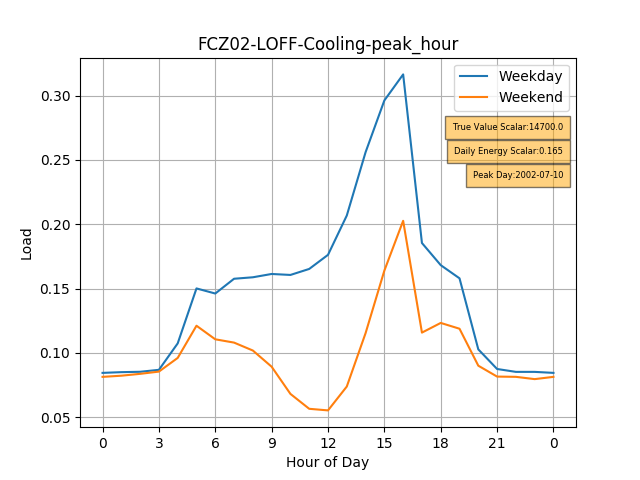 FCZ02-LOFF-Cooling-peak_hour
Weekday
Weekend
True Value Scalar:14700.0
Daily Energy Scalar:0.165
Peak Day:2002-07-10
Load
0.30
0.25
0.20
0.15
0.10
0.05
0 3 6 9 12 15 18 21 0
Hour of Day